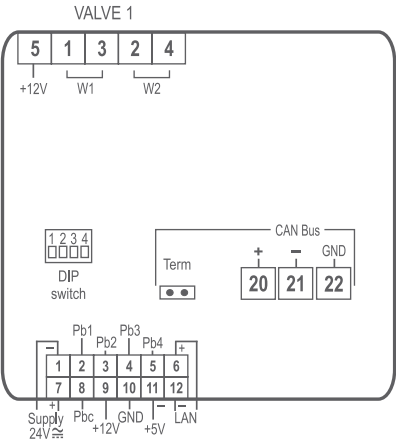 VALVE 1
5 1 3 2 4
+12V W1 W2
CAN Bus
+ − GND
1 2 3 4
Term
20 21 22
DIP
switch
Pb1 Pb3
Pb2 Pb4
− +
1 2 3 4 5 6
7 8 9 10 11 12
+ − −
Supply Pbc GND LAN
24V≂ +12V +5V